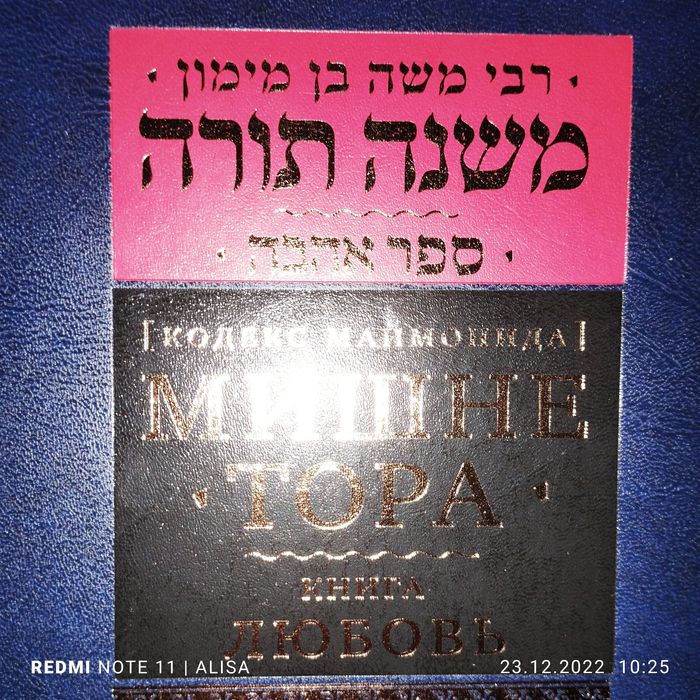 · רבי משה בן מימון ·
משנה תורה
· ספר אהבה ·
[КОДЕКС МАЙМОНИДА]
МИШНЕ
· ТОРА ·
КНИГА
ЛЮБОВЬ
REDMI NOTE 11 | ALISA
23.12.2022 10:25